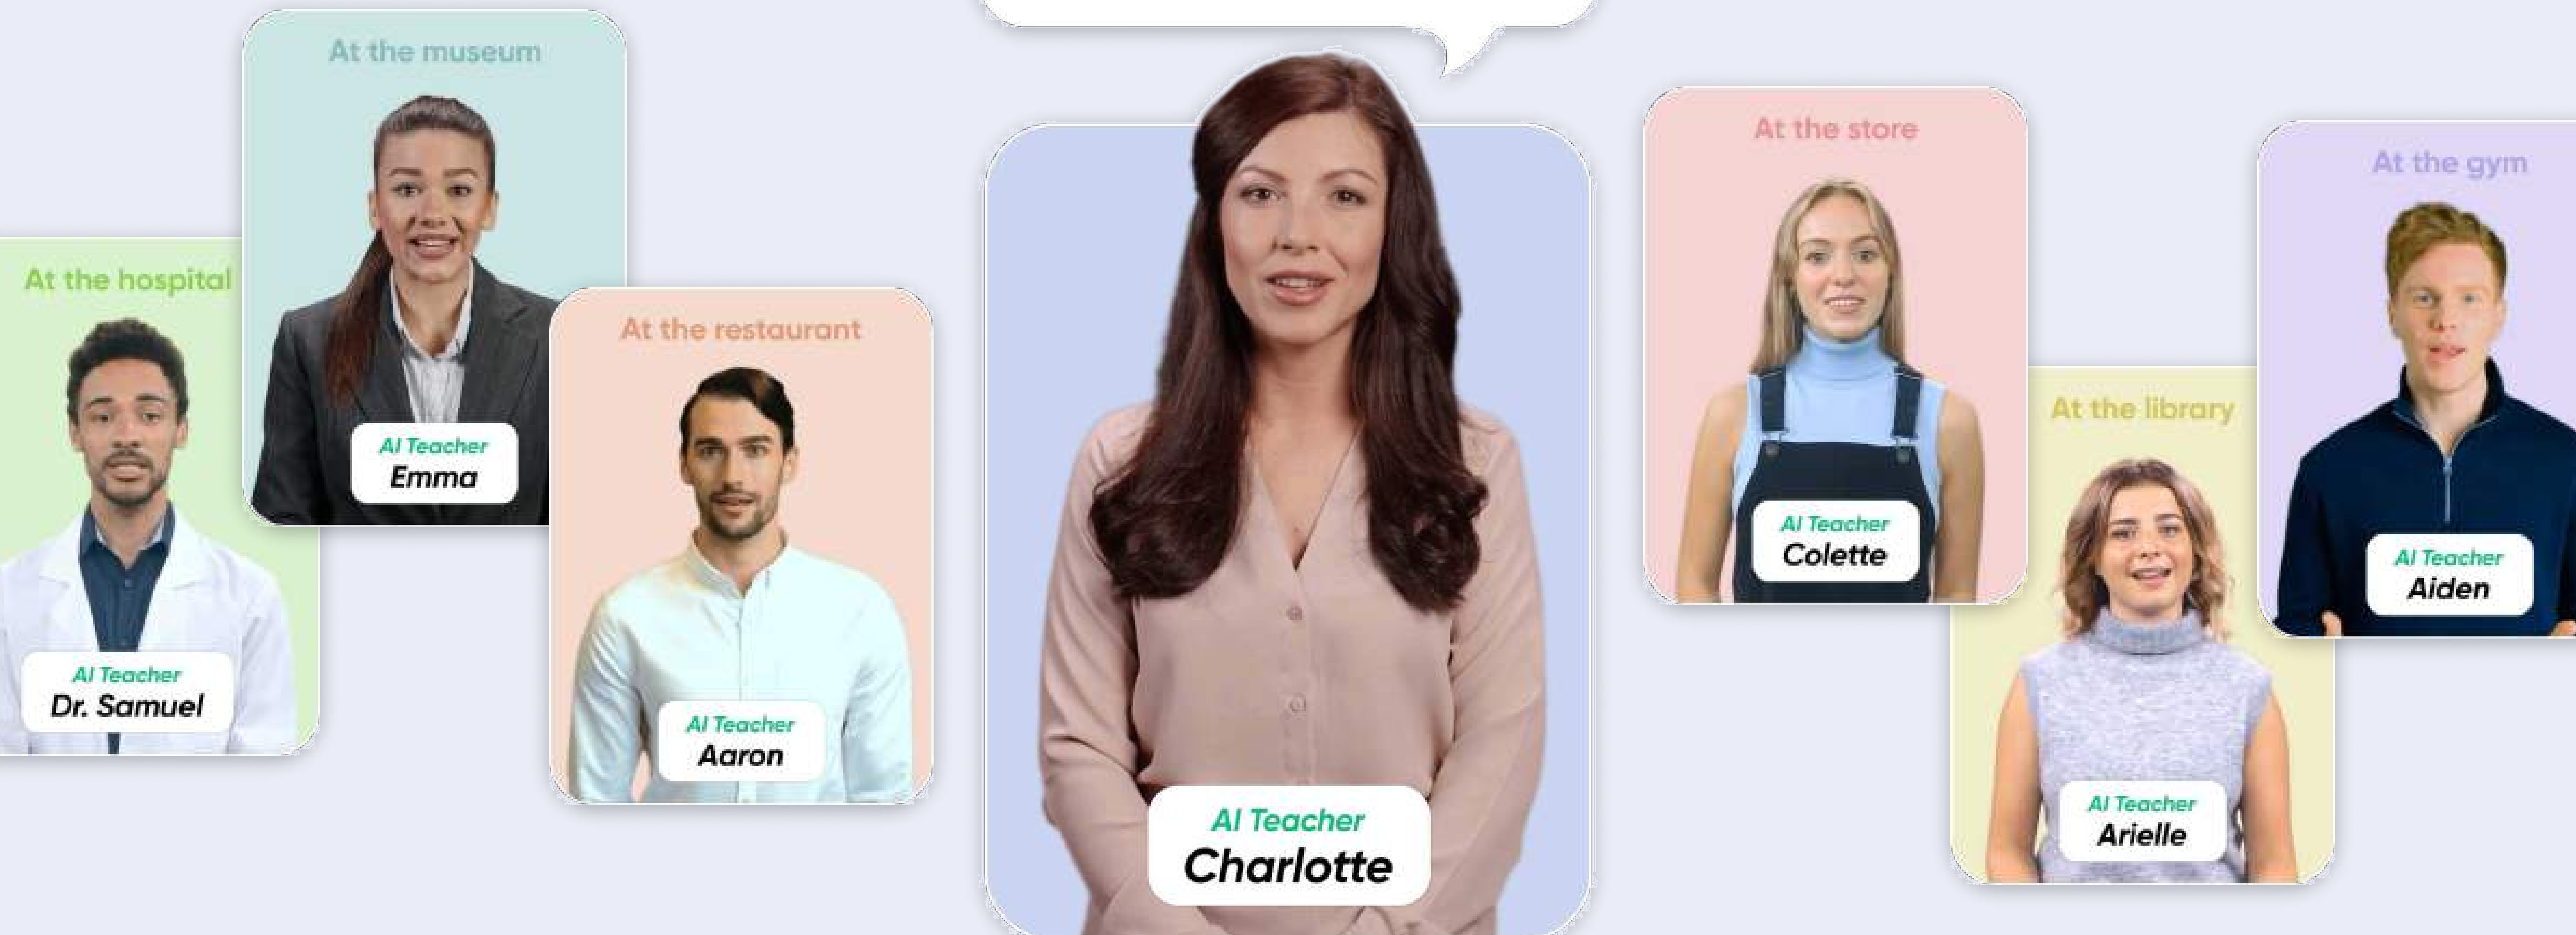 At the museum
AI Teacher
Emma
At the hospital
AI Teacher
Dr. Samuel
At the restaurant
AI Teacher
Aaron
AI Teacher
Charlotte
At the store
AI Teacher
Colette
At the library
AI Teacher
Arielle
At the gym
AI Teacher
Aiden